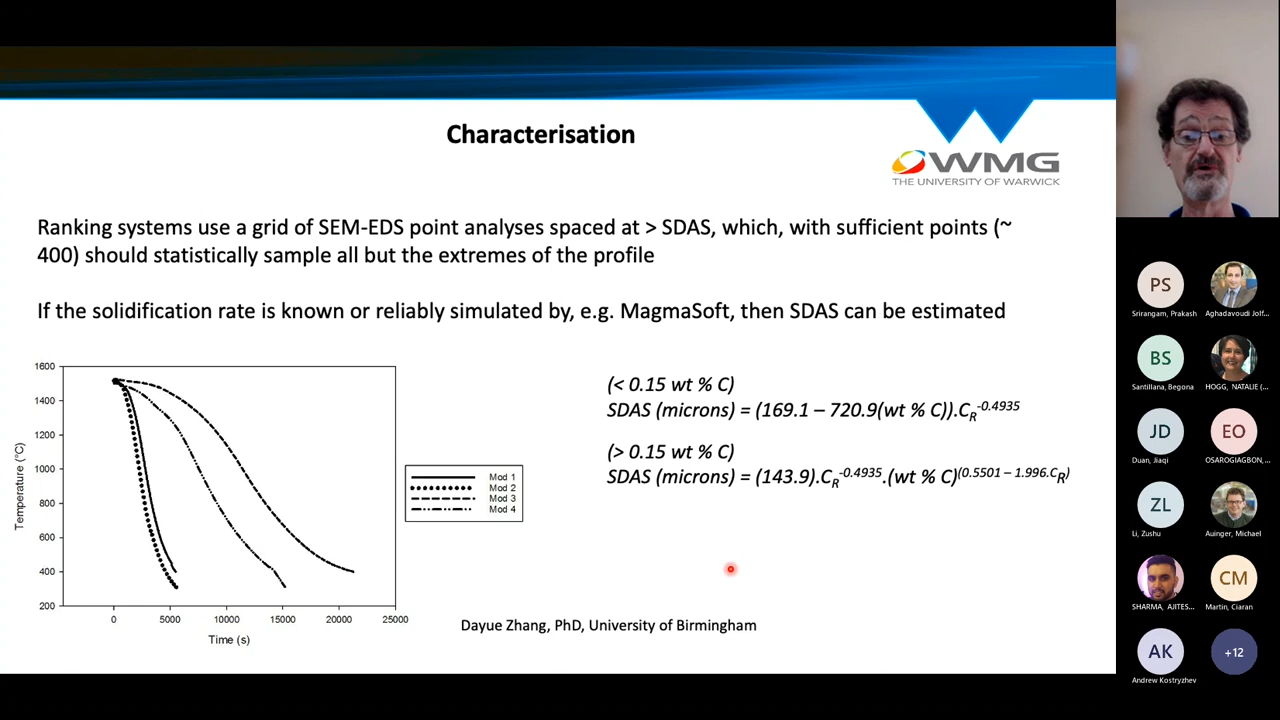 Characterisation
WMG
THE UNIVERSITY OF WARWICK
Ranking systems use a grid of SEM-EDS point analyses spaced at > SDAS, which, with sufficient points (~
400) should statistically sample all but the extremes of the profile
If the solidification rate is known or reliably simulated by, e.g. MagmaSoft, then SDAS can be estimated
1600
1400
1200
1000
800
600
400
200
Temperature (°C)
0 5000 10000 15000 20000 25000
Time (s)
Mod 1
Mod 2
Mod 3
Mod 4
(< 0.15 wt % C)
SDAS (microns) = (169.1 – 720.9(wt % C)).C_R^-0.4935
(> 0.15 wt % C)
SDAS (microns) = (143.9).C_R^-0.4935.(wt % C)^(0.5501 – 1.996.C_R)
Dayue Zhang, PhD, University of Birmingham
PS
Srirangam, Prakash
Aghadavoudi Jolf...
BS
Santillana, Begona
HOGG, NATALIE (...
JD
Duan, Jiaqi
EO
OSAROGIAGBON,...
ZL
Li, Zushu
Auinger, Michael
SHARMA, AJITES...
CM
Martin, Ciaran
AK
Andrew Kostryzhev
+12